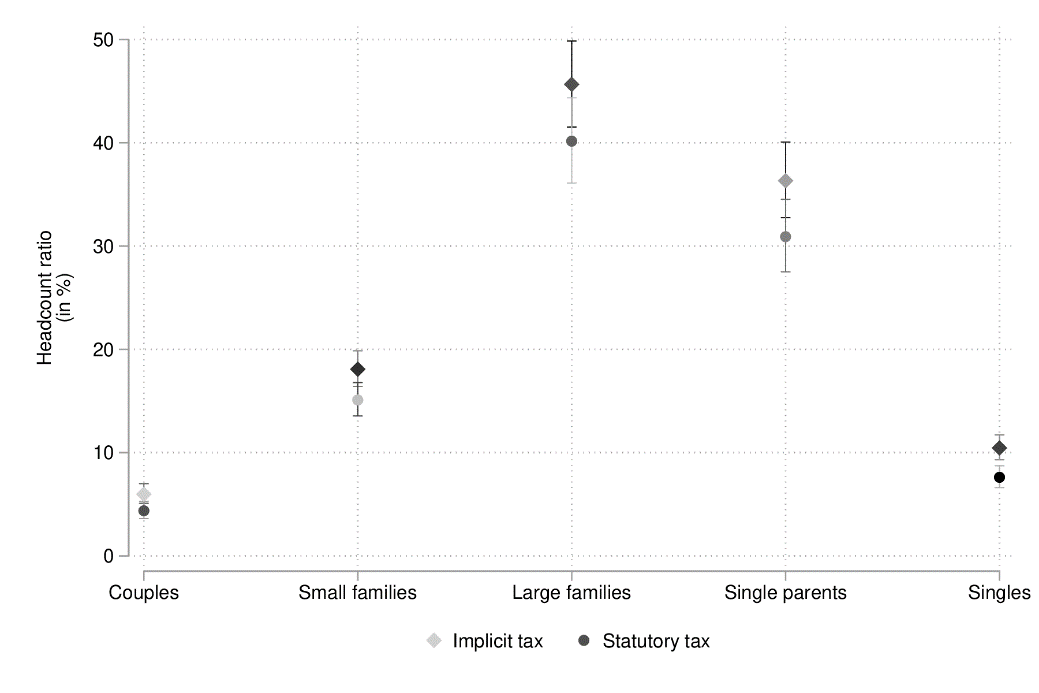 50
40
30
20
10
0
Headcount ratio
(in %)
Couples
Small families
Large families
Single parents
Singles
Implicit tax
Statutory tax